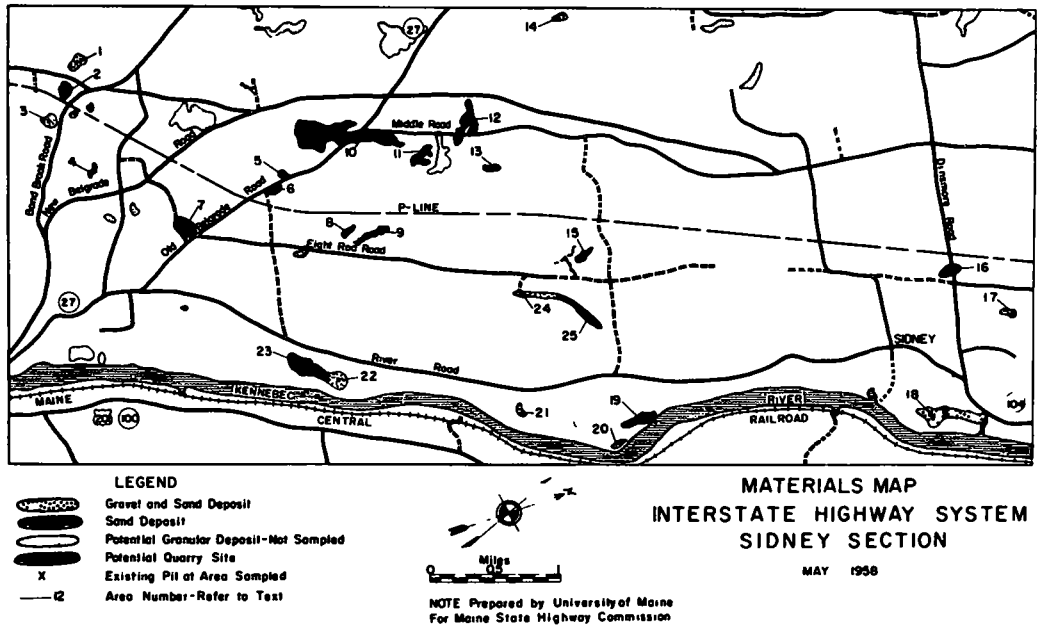 14
27
1
2
3
4
Bond Brook Road
New Belgrade Road
Middle Road
12
10
11
13
5
6
Old Belgrade Road
7
P-LINE
8
9
Eight Rod Road
15
Dinsmore Road
16
17
24
25
27
SIDNEY
23
22
River Road
KENNEBEC
RIVER
MAINE
CENTRAL
RAILROAD
100
21
19
20
18
104
LEGEND
Gravel and Sand Deposit
Sand Deposit
Potential Granular Deposit-Not Sampled
Potential Quarry Site
X Existing Pit at Area Sampled
12 Area Number-Refer to Text
Miles
0 0.5 1
NOTE Prepared by University of Maine
For Maine State Highway Commission
MATERIALS MAP
INTERSTATE HIGHWAY SYSTEM
SIDNEY SECTION
MAY 1958